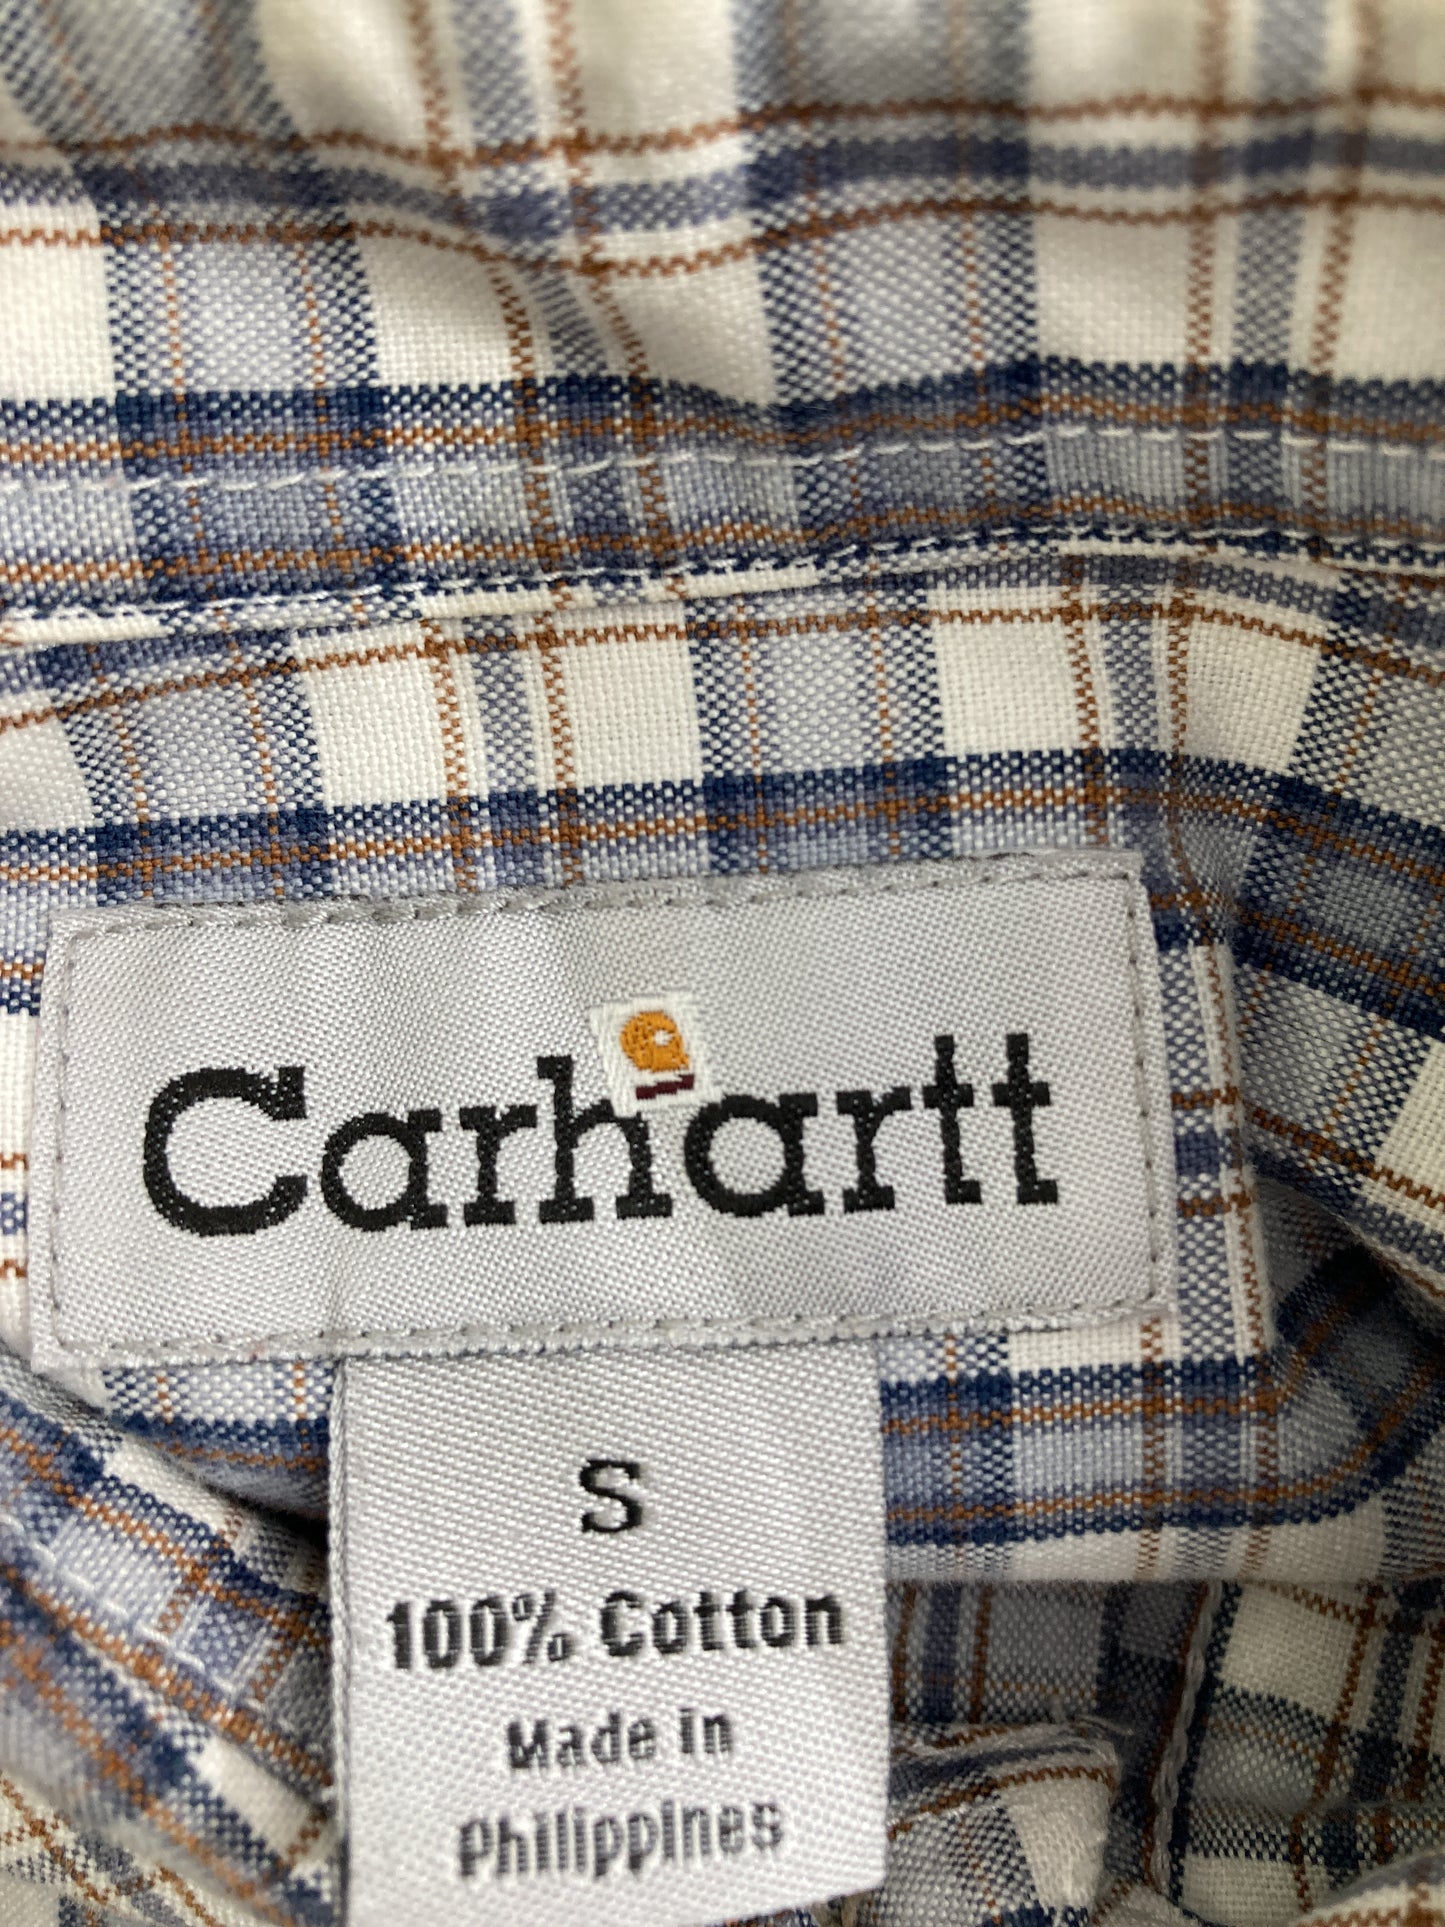 Carhartt
S
100% Cotton
Made in
Philippines